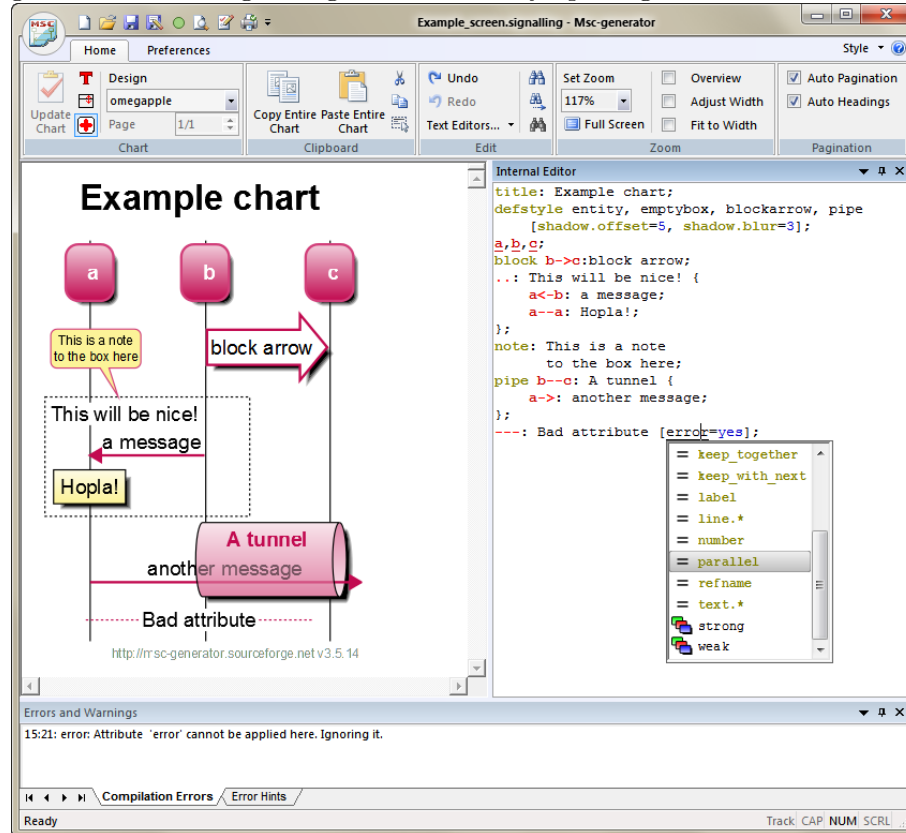 MSC
Example_screen.signalling - Msc-generator
Home Preferences Style
Update Chart
Design
omegapple
Page 1/1
Chart
Copy Entire Chart
Paste Entire Chart
Clipboard
Undo
Redo
Text Editors...
Edit
Set Zoom
117%
Full Screen
Overview
Adjust Width
Fit to Width
Zoom
Auto Pagination
Auto Headings
Pagination
Example chart
a b c
block arrow
This is a note
to the box here
This will be nice!
a message
Hopla!
A tunnel
another message
Bad attribute
http://msc-generator.sourceforge.net v3.5.14
Internal Editor
title: Example chart;
defstyle entity, emptybox, blockarrow, pipe
[shadow.offset=5, shadow.blur=3];
a,b,c;
block b->c:block arrow;
..: This will be nice! {
a<-b: a message;
a--a: Hopla!;
};
note: This is a note
to the box here;
pipe b--c: A tunnel {
a->: another message;
};
---: Bad attribute [error=yes];
keep_together
keep_with_next
label
line.*
number
parallel
refname
text.*
strong
weak
Errors and Warnings
15:21: error: Attribute 'error' cannot be applied here. Ignoring it.
Compilation Errors Error Hints
Ready Track CAP NUM SCRL